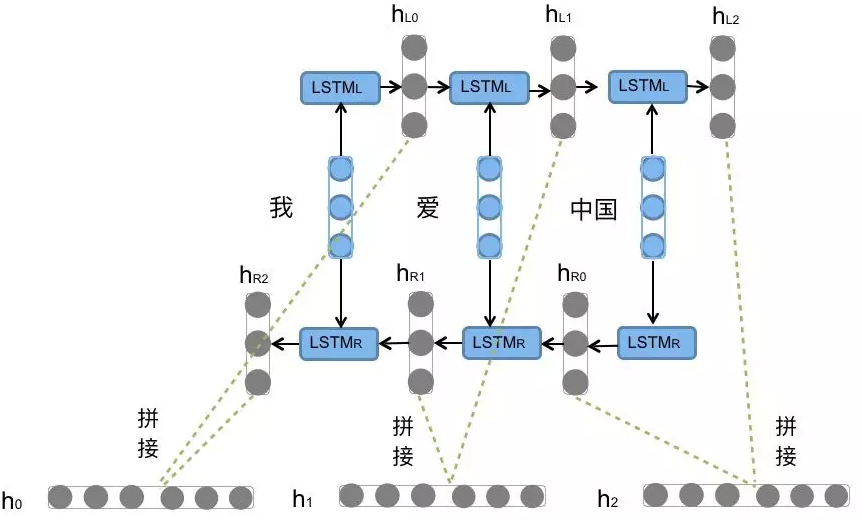 hL0 hL1 hL2
LSTML LSTML LSTML
我 爱 中国
hR2 hR1 hR0
LSTMR LSTMR LSTMR
拼接 拼接 拼接
h0 h1 h2